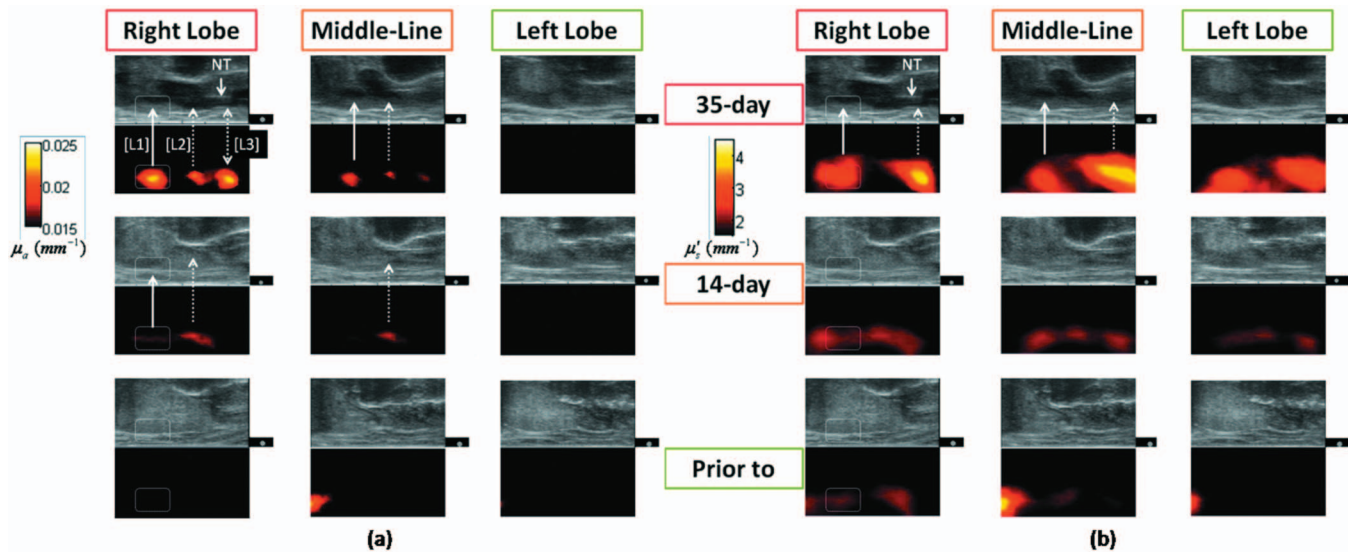 Right Lobe
Middle-Line
Left Lobe
Right Lobe
Middle-Line
Left Lobe
NT
NT
35-day
[L1]
[L2]
[L3]
0.025
0.02
0.015
μa (mm⁻¹)
4
3
2
μ's (mm⁻¹)
14-day
Prior to
(a)
(b)